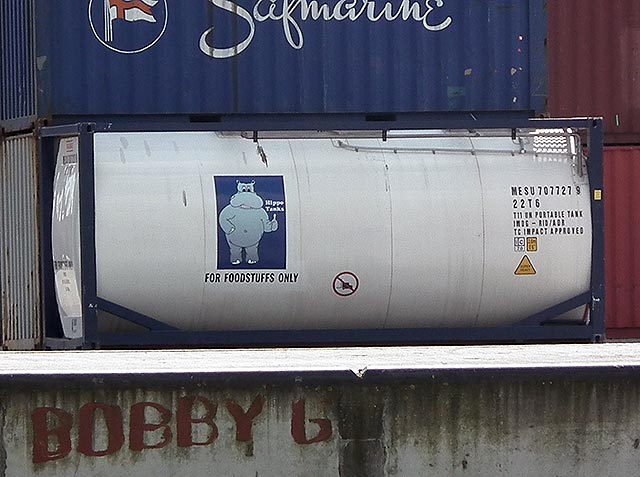 Safmarine
MESU 707727 9
22T6
T11 UN PORTABLE TANK
IMO0 - RID/ADR
TC IMPACT APPROVED
Hippo
Tanks
FOR FOODSTUFFS ONLY
BOBBY G